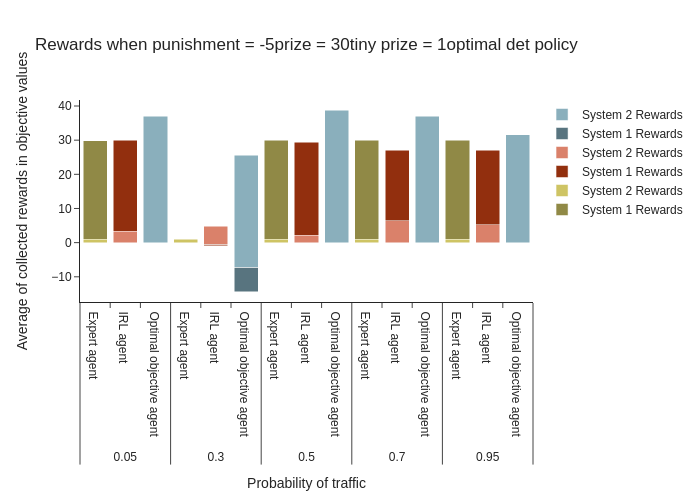 Rewards when punishment = -5prize = 30tiny prize = 1optimal det policy
Average of collected rewards in objective values
40
30
20
10
0
−10
System 2 Rewards
System 1 Rewards
System 2 Rewards
System 1 Rewards
System 2 Rewards
System 1 Rewards
Expert agent
IRL agent
Optimal objective agent
Expert agent
IRL agent
Optimal objective agent
Expert agent
IRL agent
Optimal objective agent
Expert agent
IRL agent
Optimal objective agent
Expert agent
IRL agent
Optimal objective agent
0.05
0.3
0.5
0.7
0.95
Probability of traffic